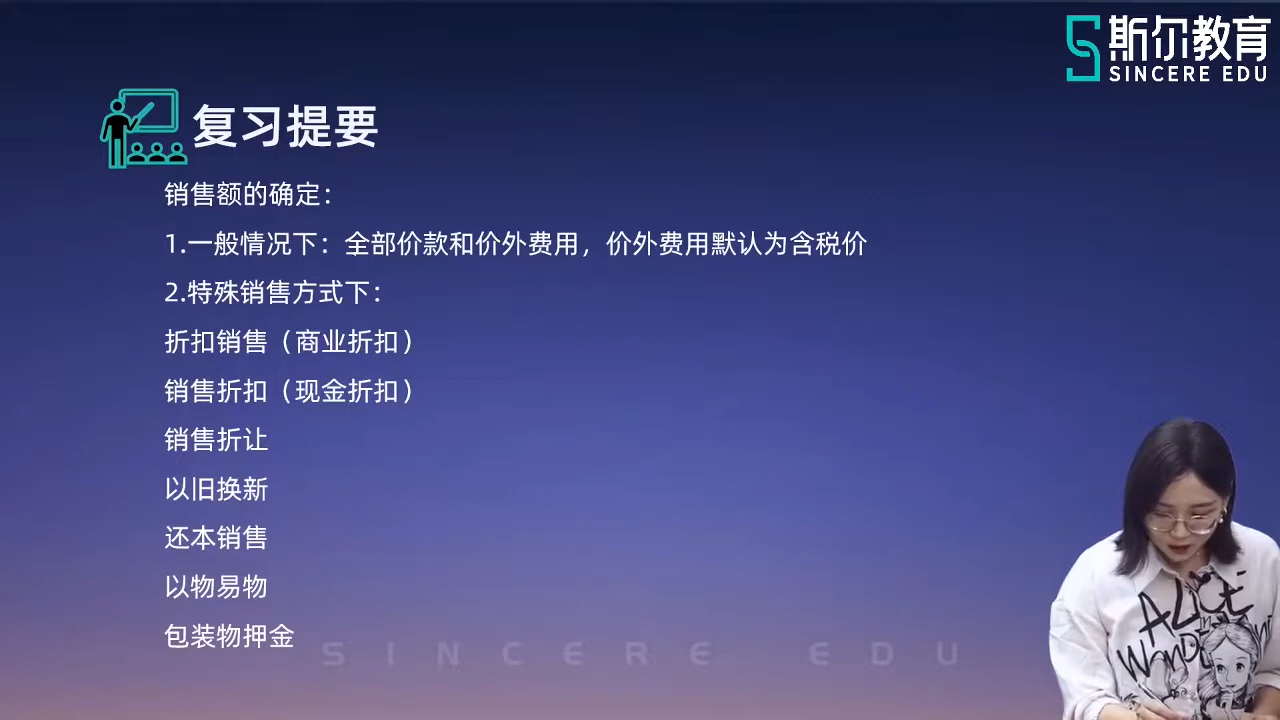 斯尔教育
SINCERE EDU
复习提要
销售额的确定：
1.一般情况下：全部价款和价外费用，价外费用默认为含税价
2.特殊销售方式下：
折扣销售（商业折扣）
销售折扣（现金折扣）
销售折让
以旧换新
还本销售
以物易物
包装物押金
SINCERE EDU
ALICE
in
WONDE